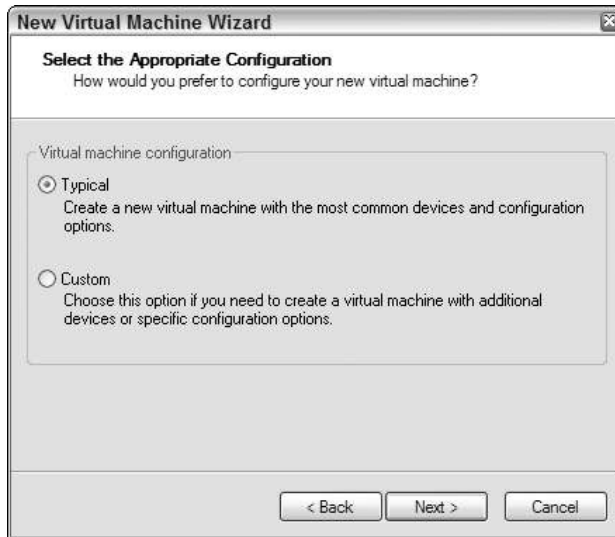 New Virtual Machine Wizard
Select the Appropriate Configuration
How would you prefer to configure your new virtual machine?
Virtual machine configuration
Typical
Create a new virtual machine with the most common devices and configuration
options.
Custom
Choose this option if you need to create a virtual machine with additional
devices or specific configuration options.
< Back Next > Cancel